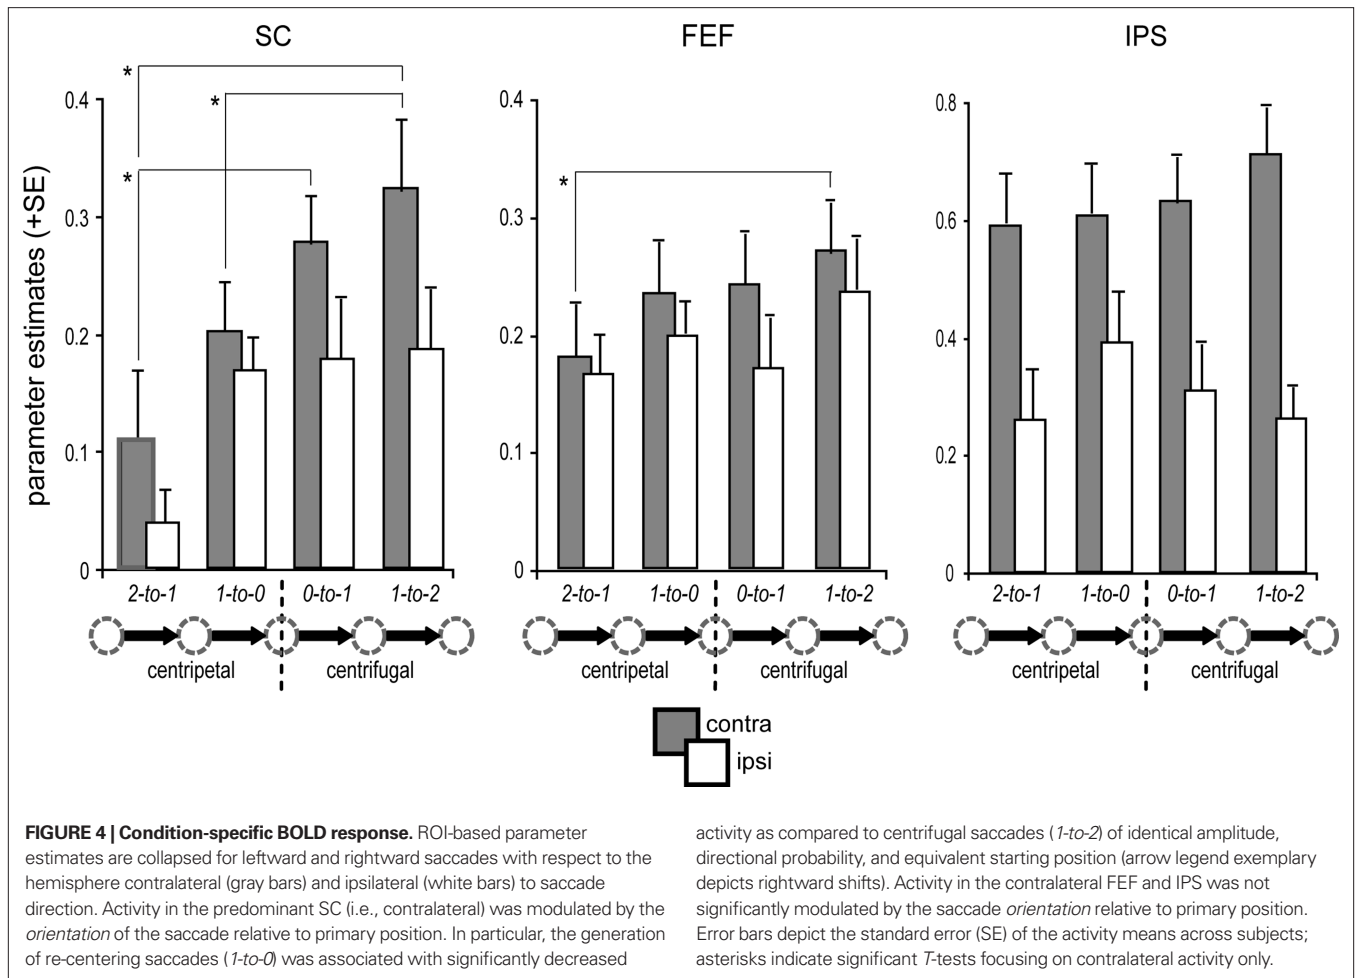 SC
FEF
IPS
parameter estimates (+SE)
0.4
0.3
0.2
0.1
0
*
*
*
2-to-1 1-to-0 0-to-1 1-to-2
centripetal centrifugal
0.4
0.3
0.2
0.1
0
*
2-to-1 1-to-0 0-to-1 1-to-2
centripetal centrifugal
0.8
0.6
0.4
0.2
0
2-to-1 1-to-0 0-to-1 1-to-2
centripetal centrifugal
contra
ipsi
FIGURE 4 | Condition-specific BOLD response. ROI-based parameter
estimates are collapsed for leftward and rightward saccades with respect to the
hemisphere contralateral (gray bars) and ipsilateral (white bars) to saccade
direction. Activity in the predominant SC (i.e., contralateral) was modulated by the
orientation of the saccade relative to primary position. In particular, the generation
of re-centering saccades (1-to-0) was associated with significantly decreased
activity as compared to centrifugal saccades (1-to-2) of identical amplitude,
directional probability, and equivalent starting position (arrow legend exemplary
depicts rightward shifts). Activity in the contralateral FEF and IPS was not
significantly modulated by the saccade orientation relative to primary position.
Error bars depict the standard error (SE) of the activity means across subjects;
asterisks indicate significant T-tests focusing on contralateral activity only.